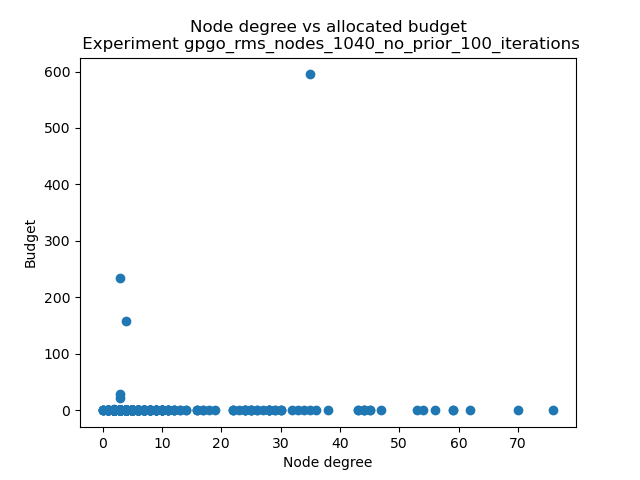 Node degree vs allocated budget
Experiment gpgo_rms_nodes_1040_no_prior_100_iterations
600
500
400
300
200
100
0
Budget
0 10 20 30 40 50 60 70
Node degree